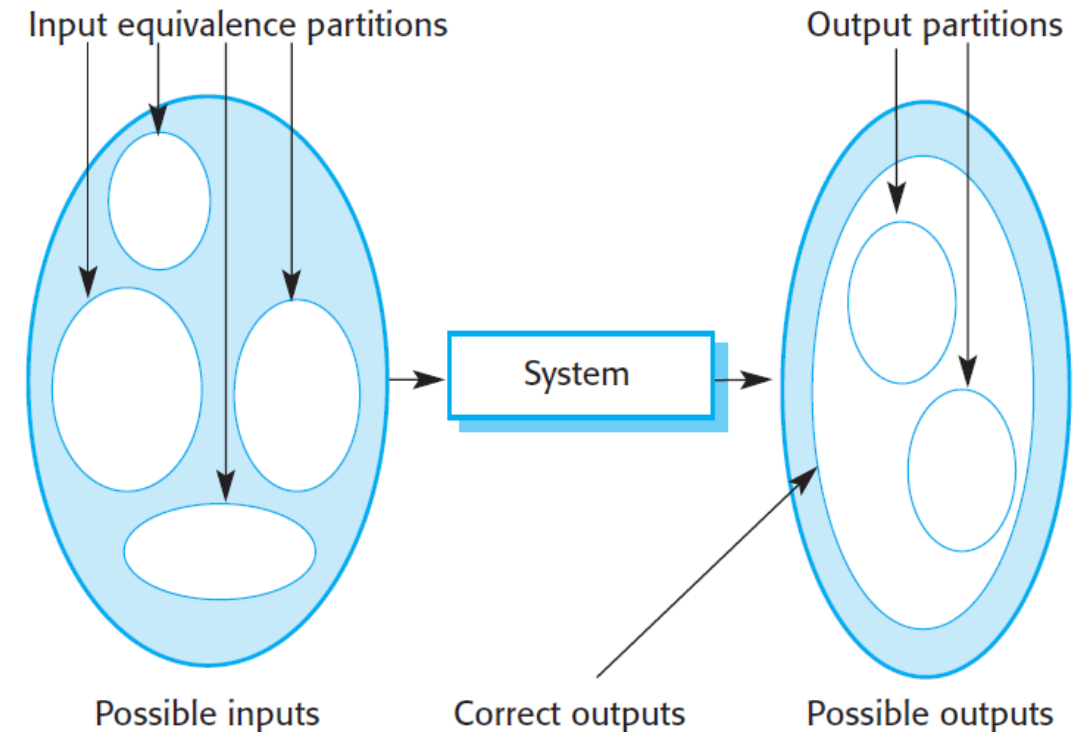 Input equivalence partitions
Output partitions
System
Possible inputs
Correct outputs
Possible outputs